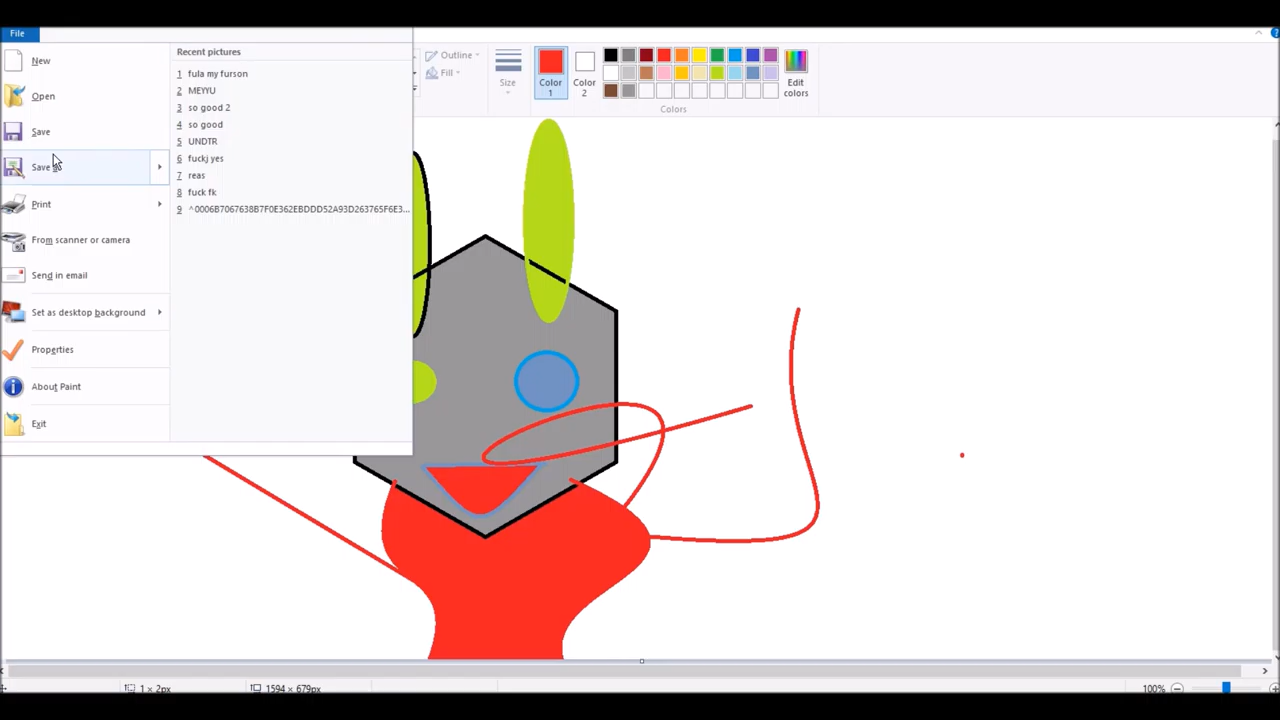 File
New
Open
Save
Save
Print
From scanner or camera
Send in email
Set as desktop background
Properties
About Paint
Exit
Recent pictures
1 fula my furson
2 MEYYU
3 so good 2
4 so good
5 UNDTR
6 fuckj yes
7 reas
8 fuck fk
9 ^0006B7067638B7F0E362EBDDD52A93D263765F6E3...
Outline
Fill
Size
Color
1
Color
2
Edit
colors
Colors
1 × 2px
1594 × 679px
100%